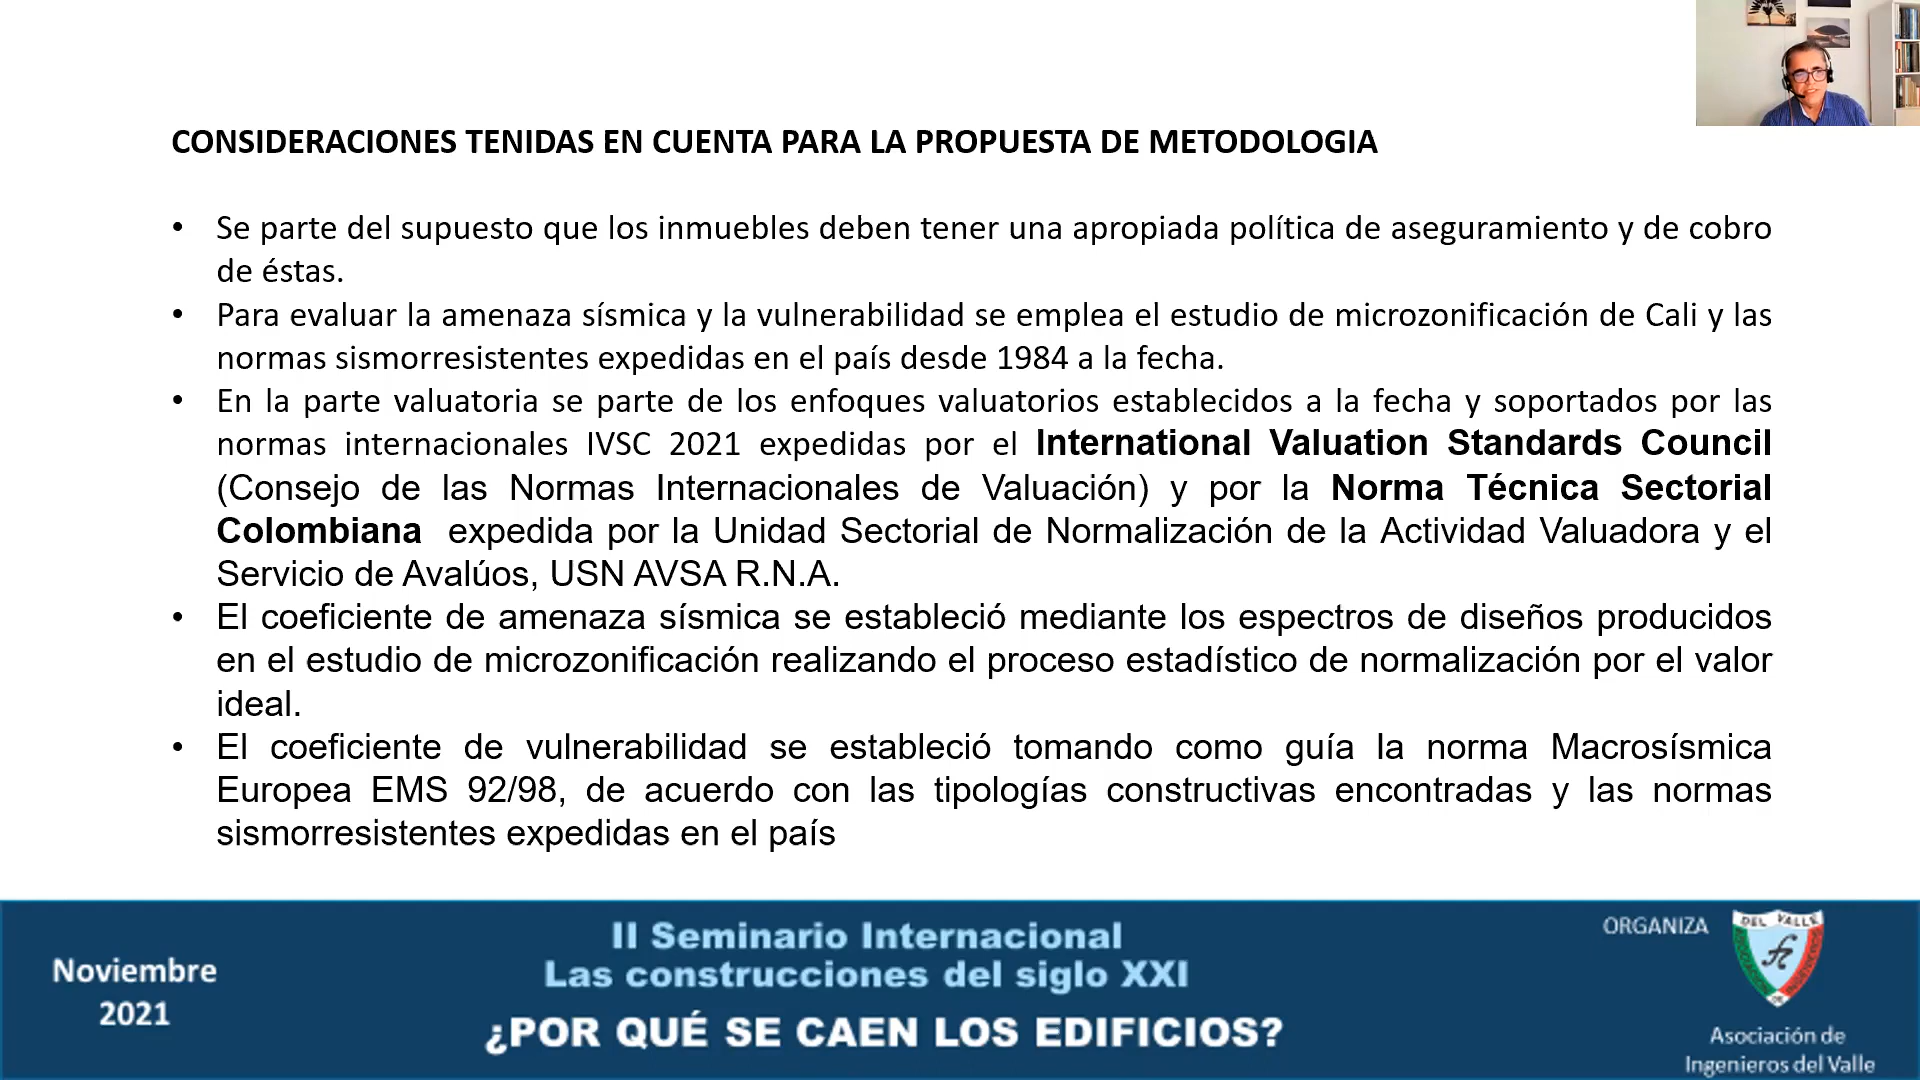 CONSIDERACIONES TENIDAS EN CUENTA PARA LA PROPUESTA DE METODOLOGIA
• Se parte del supuesto que los inmuebles deben tener una apropiada política de aseguramiento y de cobro
de éstas.
• Para evaluar la amenaza sísmica y la vulnerabilidad se emplea el estudio de microzonificación de Cali y las
normas sismorresistentes expedidas en el país desde 1984 a la fecha.
• En la parte valuatoria se parte de los enfoques valuatorios establecidos a la fecha y soportados por las
normas internacionales IVSC 2021 expedidas por el International Valuation Standards Council
(Consejo de las Normas Internacionales de Valuación) y por la Norma Técnica Sectorial
Colombiana expedida por la Unidad Sectorial de Normalización de la Actividad Valuadora y el
Servicio de Avalúos, USN AVSA R.N.A.
• El coeficiente de amenaza sísmica se estableció mediante los espectros de diseños producidos
en el estudio de microzonificación realizando el proceso estadístico de normalización por el valor
ideal.
• El coeficiente de vulnerabilidad se estableció tomando como guía la norma Macrosísmica
Europea EMS 92/98, de acuerdo con las tipologías constructivas encontradas y las normas
sismorresistentes expedidas en el país
Noviembre
2021
II Seminario Internacional
Las construcciones del siglo XXI
¿POR QUÉ SE CAEN LOS EDIFICIOS?
ORGANIZA
DEL VALLE
Asociación de
Ingenieros del Valle